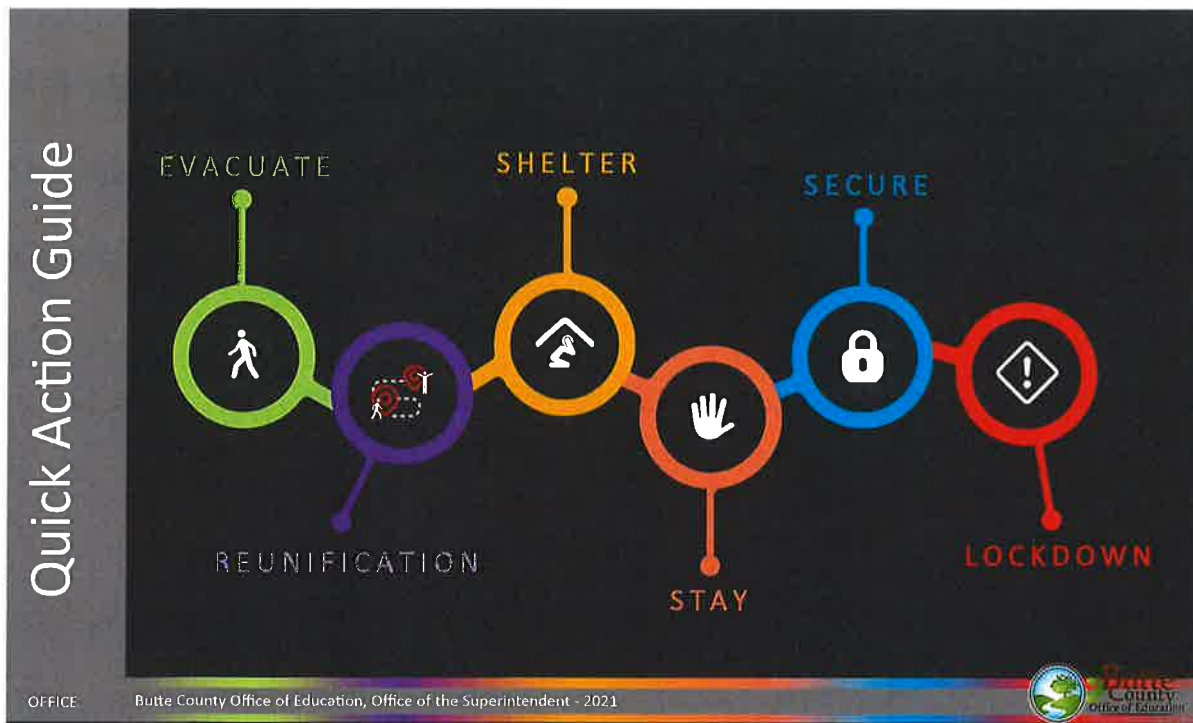 Quick Action Guide
EVACUATE
SHELTER
SECURE
REUNIFICATION
STAY
LOCKDOWN
OFFICE
Butte County Office of Education, Office of the Superintendent - 2021
Butte
County
Office of Education